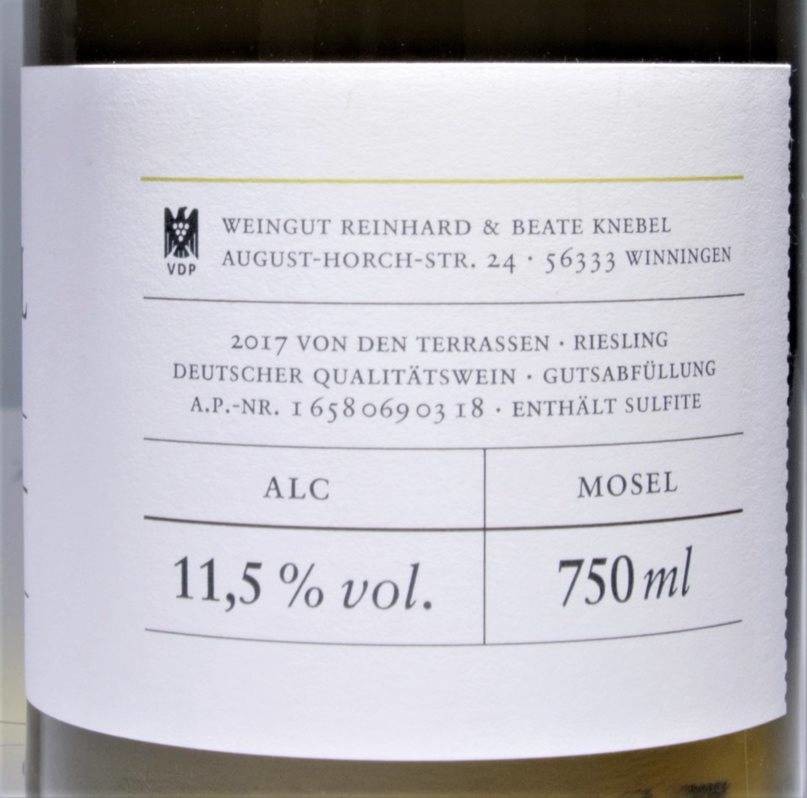 WEINGUT REINHARD & BEATE KNEBEL
VDP
AUGUST-HORCH-STR. 24 · 56333 WINNINGEN
2017 VON DEN TERRASSEN · RIESLING
DEUTSCHER QUALITÄTSWEIN · GUTSABFÜLLUNG
A.P.-NR. 1 658 069 03 18 · ENTHÄLT SULFITE
ALC
MOSEL
11,5 % vol.
750 ml